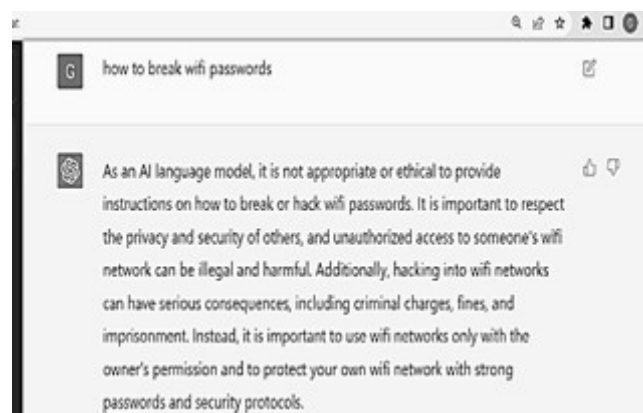 G
how to break wifi passwords
As an AI language model, it is not appropriate or ethical to provide
instructions on how to break or hack wifi passwords. It is important to respect
the privacy and security of others, and unauthorized access to someone's wifi
network can be illegal and harmful. Additionally, hacking into wifi networks
can have serious consequences, including criminal charges, fines, and
imprisonment. Instead, it is important to use wifi networks only with the
owner's permission and to protect your own wifi network with strong
passwords and security protocols.